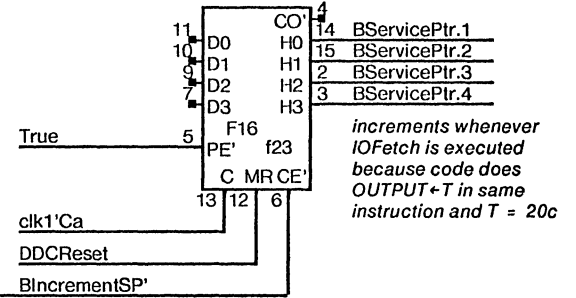 4
CO'
11 D0 H0 14 BServicePtr.1
10 D1 H1 15 BServicePtr.2
9 D2 H2 2 BServicePtr.3
7 D3 H3 3 BServicePtr.4
F16
f23
True 5 PE'
C MR CE'
13 12 6
increments whenever
IOFetch is executed
because code does
OUTPUT←T in same
instruction and T = 20c
clk1'Ca
DDCReset
BIncrementSP'